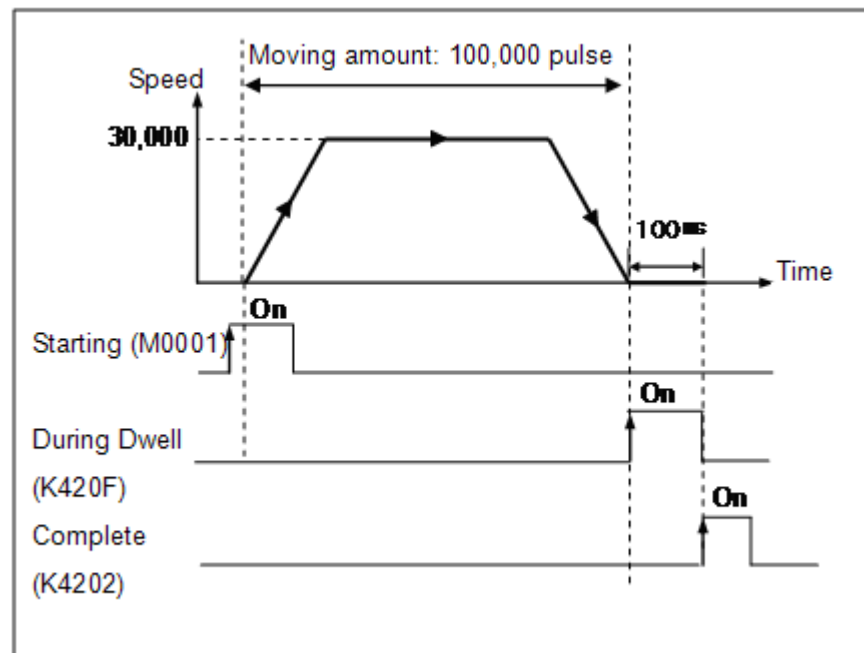 Moving amount: 100,000 pulse
Speed
30,000
100ms
Time
On
Starting (M0001)
On
During Dwell
(K420F)
On
Complete
(K4202)